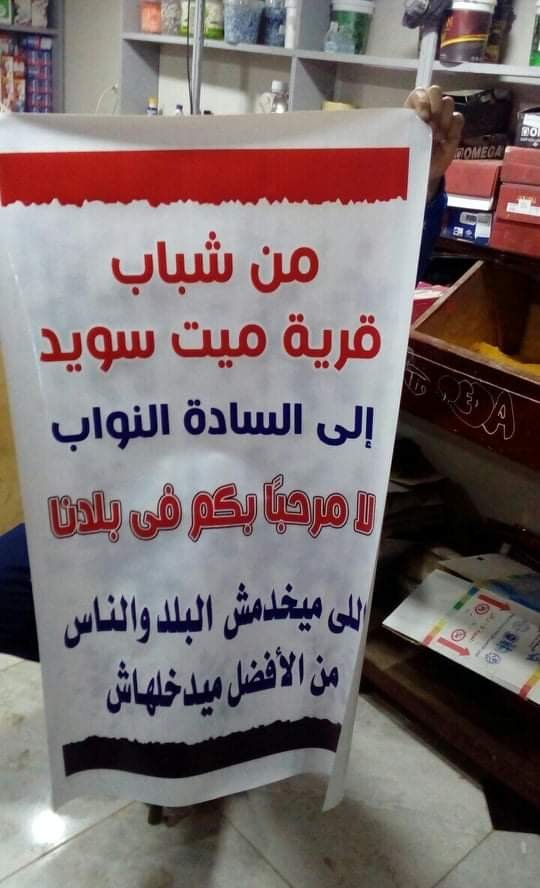 من شباب
قرية ميت سويد
إلى السادة النواب
لا مرحبًا بكم فى بلدنا
اللى ميخدمش البلد والناس
من الأفضل ميدخلهاش
OMEGA